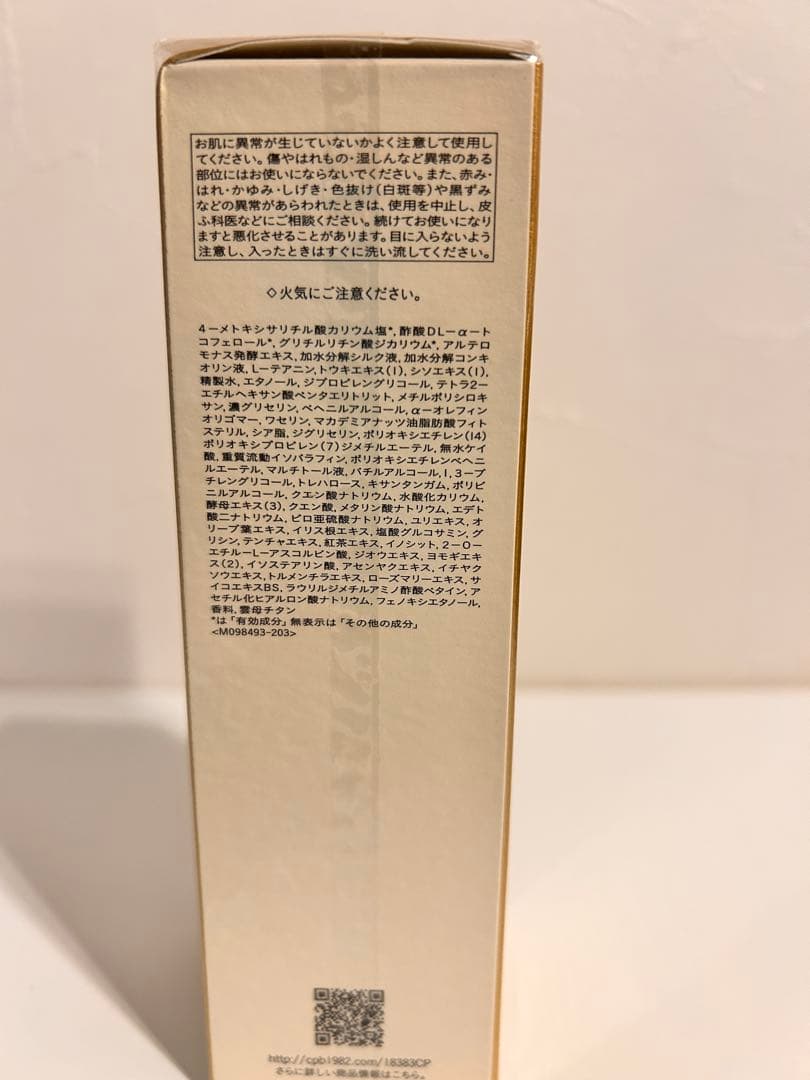 お肌に異常が生じていないかよく注意して使用し
てください。傷やはれもの・湿しんなど異常のある
部位にはお使いにならないでください。また、赤み・
はれ・かゆみ・しげき・色抜け(白斑等)や黒ずみ
などの異常があらわれたときは、使用を中止し、皮
ふ科医などにご相談ください。続けてお使いになり
ますと悪化させることがあります。目に入らないよう
注意し、入ったときはすぐに洗い流してください。
◇火気にご注意ください。
4-メトキシサリチル酸カリウム塩*, 酢酸DL-α-ト
コフェロール*, グリチルリチン酸ジカリウム*, アルテロ
モナス発酵エキス, 加水分解シルク液, 加水分解コンキ
オリン液, L-テアニン, トウキエキス(1), シソエキス(1),
精製水, エタノール, ジプロピレングリコール, テトラ2-
エチルヘキサン酸ペンタエリトリット, メチルポリシロキ
サン, 濃グリセリン, ベヘニルアルコール, α-オレフィン
オリゴマー, ワセリン, マカデミアナッツ油脂肪酸フィト
ステリル, シア脂, ジグリセリン, ポリオキシエチレン(14)
ポリオキシプロピレン(7)ジメチルエーテル, 無水ケイ
酸, 重質流動イソパラフィン, ポリオキシエチレンベヘニ
ルエーテル, マルチトール液, バチルアルコール, 1,3-ブ
チレングリコール, トレハロース, キサンタンガム, ポリビ
ニルアルコール, クエン酸ナトリウム, 水酸化カリウム,
酵母エキス(3), クエン酸, メタリン酸ナトリウム, エデト
酸二ナトリウム, ピロ亜硫酸ナトリウム, ユリエキス, オ
リーブ葉エキス, イリス根エキス, 塩酸グルコサミン, グ
リシン, テンチャエキス, 紅茶エキス, イノシット, 2-O-
エチル-L-アスコルビン酸, ジオウエキス, ヨモギエキ
ス(2), イソステアリン酸, アセンヤクエキス, イチヤク
ソウエキス, トルメンチラエキス, ローズマリーエキス, サ
イコエキスBS, ラウリルジメチルアミノ酢酸ベタイン, ア
セチル化ヒアルロン酸ナトリウム, フェノキシエタノール,
香料, 雲母チタン
*は「有効成分」無表示は「その他の成分」
<M098493-203>
http://cpb1982.com/18383CP
さらに詳しい商品情報はこちら。